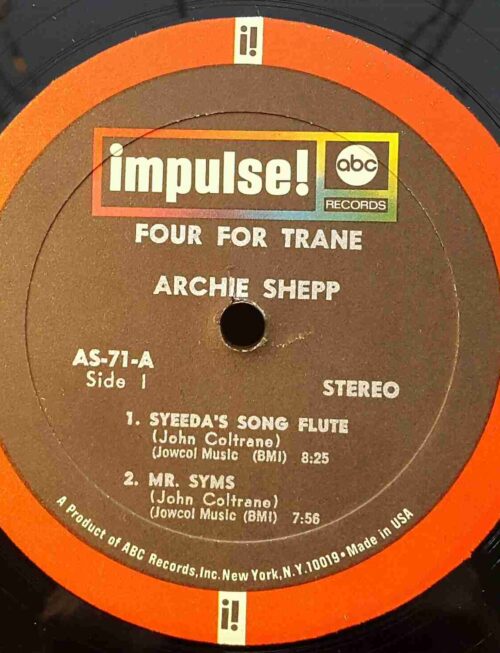 i!
impulse!
abc
RECORDS
FOUR FOR TRANE
ARCHIE SHEPP
AS-71-A
Side 1
STEREO
1. SYEEDA'S SONG FLUTE
(John Coltrane)
(Jowcol Music (BMI) 8:25
2. MR. SYMS
(John Coltrane)
(Jowcol Music (BMI) 7:56
A Product of ABC Records, Inc. New York, N.Y. 10019 • Made in USA
i!